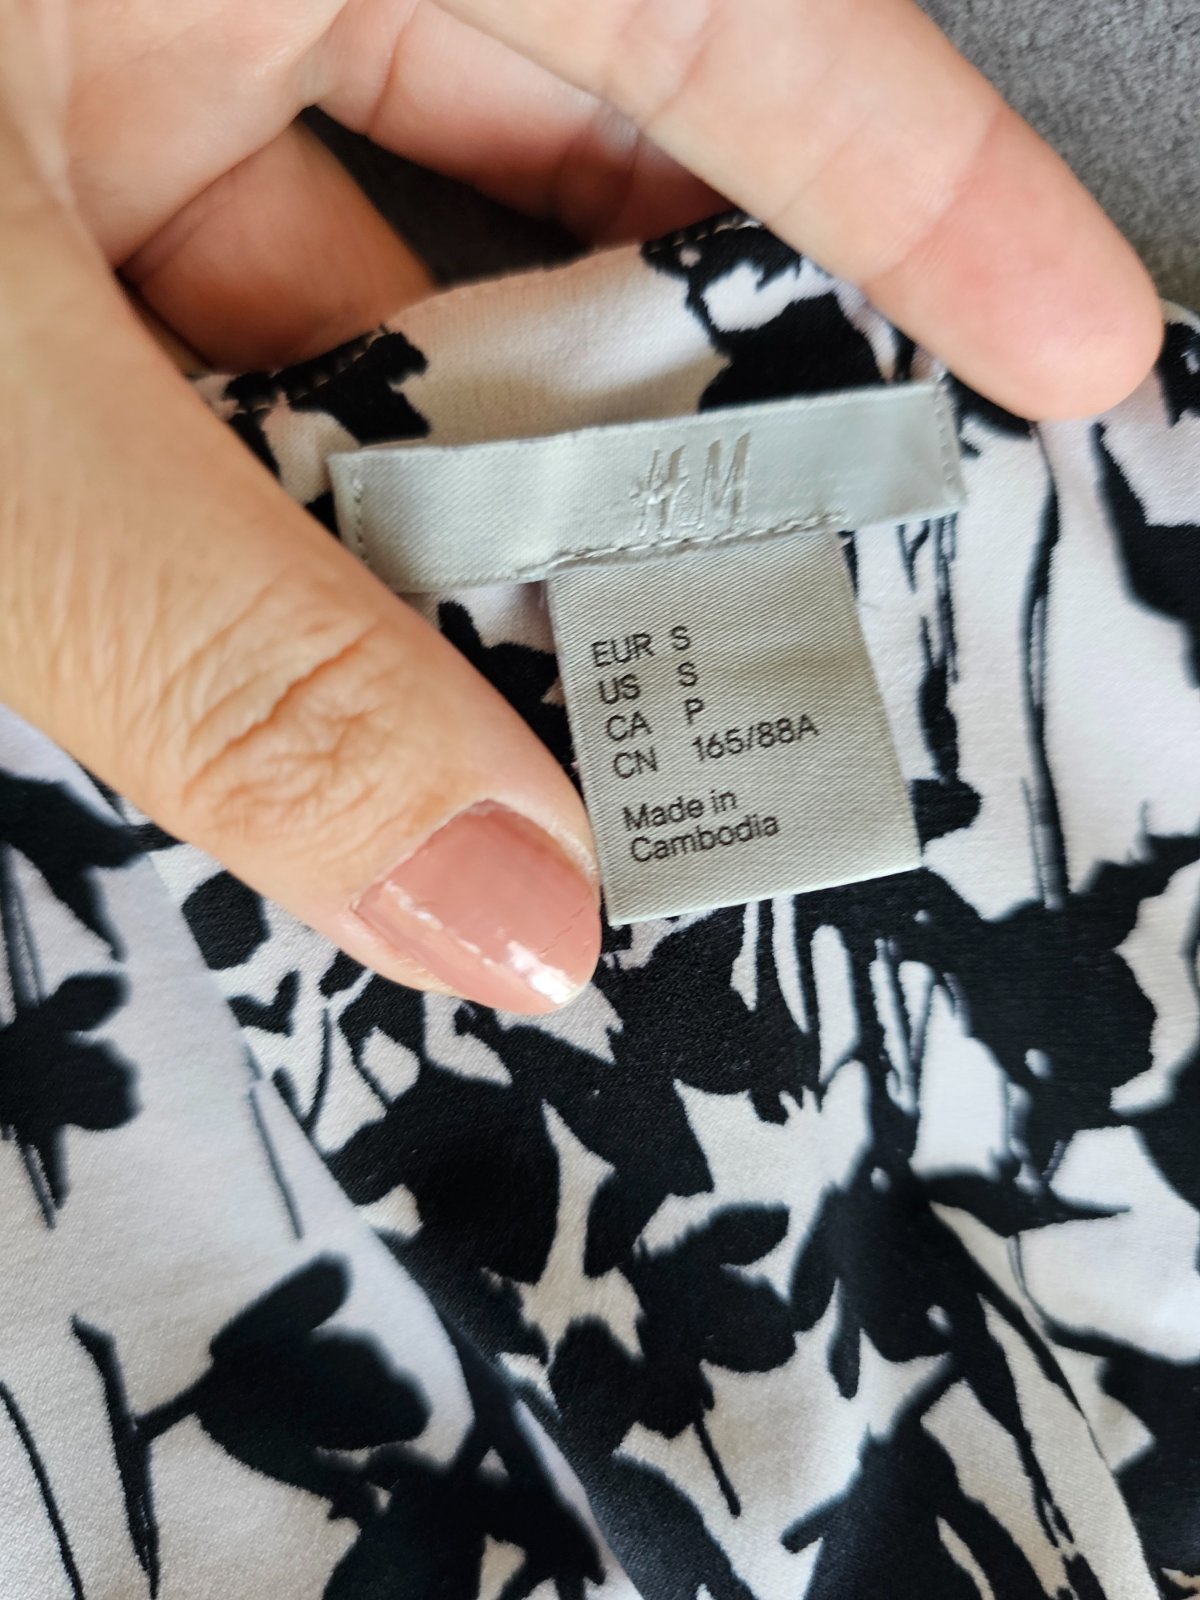 H&M
EUR S
US S
CA P
CN 165/88A
Made in
Cambodia